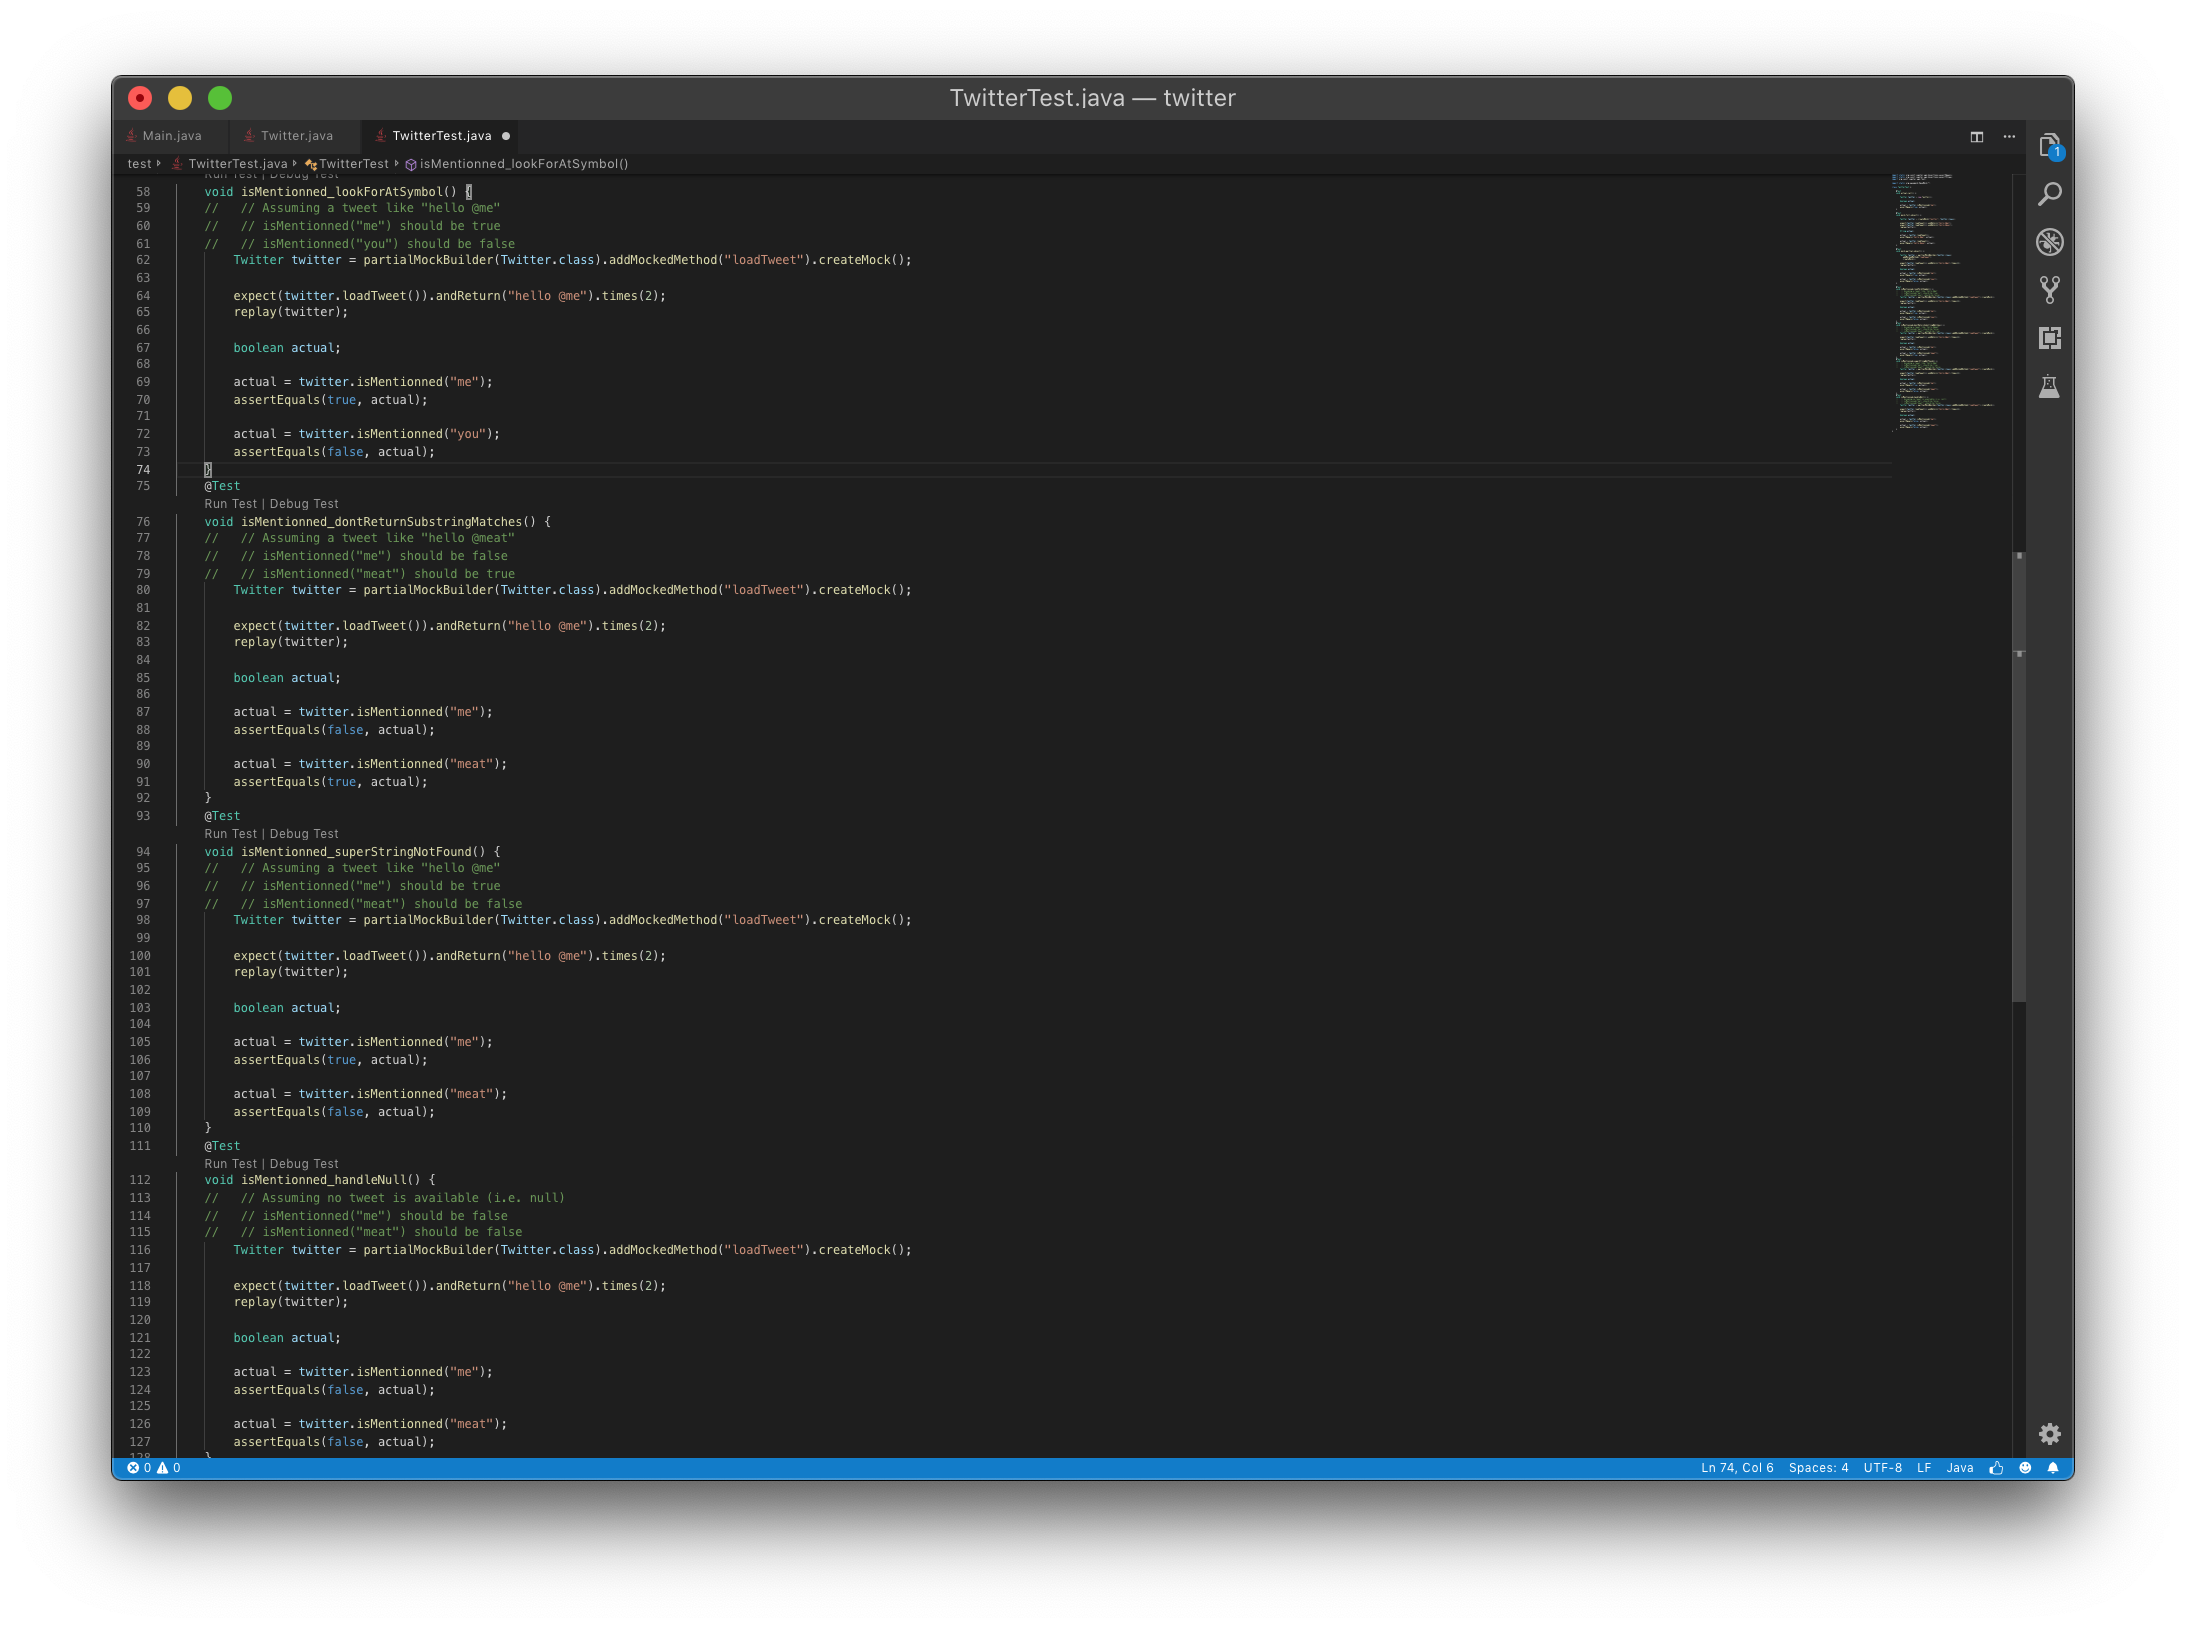 TwitterTest.java — twitter
Main.java Twitter.java TwitterTest.java
test TwitterTest.java TwitterTest isMentionned_lookForAtSymbol()
1
Run Test | Debug Test
58 void isMentionned_lookForAtSymbol() {
59 // // Assuming a tweet like "hello @me"
60 // // isMentionned("me") should be true
61 // // isMentionned("you") should be false
62 Twitter twitter = partialMockBuilder(Twitter.class).addMockedMethod("loadTweet").createMock();
63
64 expect(twitter.loadTweet()).andReturn("hello @me").times(2);
65 replay(twitter);
66
67 boolean actual;
68
69 actual = twitter.isMentionned("me");
70 assertEquals(true, actual);
71
72 actual = twitter.isMentionned("you");
73 assertEquals(false, actual);
74 }
75 @Test
Run Test | Debug Test
76 void isMentionned_dontReturnSubstringMatches() {
77 // // Assuming a tweet like "hello @meat"
78 // // isMentionned("me") should be false
79 // // isMentionned("meat") should be true
80 Twitter twitter = partialMockBuilder(Twitter.class).addMockedMethod("loadTweet").createMock();
81
82 expect(twitter.loadTweet()).andReturn("hello @me").times(2);
83 replay(twitter);
84
85 boolean actual;
86
87 actual = twitter.isMentionned("me");
88 assertEquals(false, actual);
89
90 actual = twitter.isMentionned("meat");
91 assertEquals(true, actual);
92 }
93 @Test
Run Test | Debug Test
94 void isMentionned_superStringNotFound() {
95 // // Assuming a tweet like "hello @me"
96 // // isMentionned("me") should be true
97 // // isMentionned("meat") should be false
98 Twitter twitter = partialMockBuilder(Twitter.class).addMockedMethod("loadTweet").createMock();
99
100 expect(twitter.loadTweet()).andReturn("hello @me").times(2);
101 replay(twitter);
102
103 boolean actual;
104
105 actual = twitter.isMentionned("me");
106 assertEquals(true, actual);
107
108 actual = twitter.isMentionned("meat");
109 assertEquals(false, actual);
110 }
111 @Test
Run Test | Debug Test
112 void isMentionned_handleNull() {
113 // // Assuming no tweet is available (i.e. null)
114 // // isMentionned("me") should be false
115 // // isMentionned("meat") should be false
116 Twitter twitter = partialMockBuilder(Twitter.class).addMockedMethod("loadTweet").createMock();
117
118 expect(twitter.loadTweet()).andReturn("hello @me").times(2);
119 replay(twitter);
120
121 boolean actual;
122
123 actual = twitter.isMentionned("me");
124 assertEquals(false, actual);
125
126 actual = twitter.isMentionned("meat");
127 assertEquals(false, actual);
128 }
0 0 Ln 74, Col 6 Spaces: 4 UTF-8 LF Java